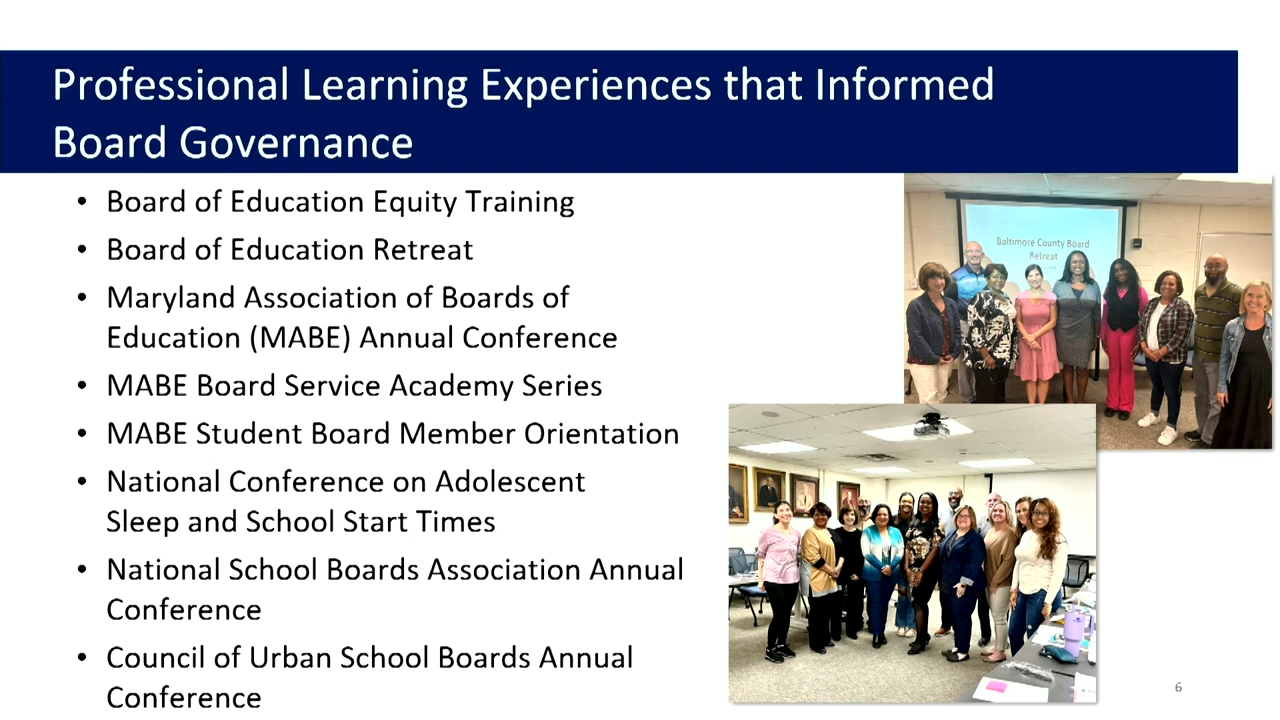 Professional Learning Experiences that Informed
Board Governance
• Board of Education Equity Training
• Board of Education Retreat
• Maryland Association of Boards of
Education (MABE) Annual Conference
• MABE Board Service Academy Series
• MABE Student Board Member Orientation
• National Conference on Adolescent
Sleep and School Start Times
• National School Boards Association Annual
Conference
• Council of Urban School Boards Annual
Conference
Baltimore County Board
Retreat
6